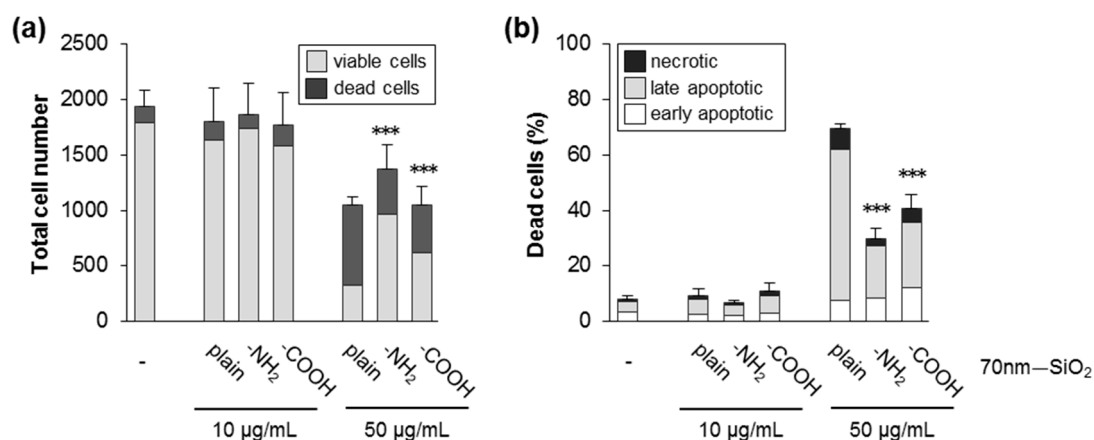 (a)
2500
2000
1500
1000
500
0
Total cell number
viable cells
dead cells
***
***
-
plain
-NH2
-COOH
plain
-NH2
-COOH
10 µg/mL
50 µg/mL
(b)
100
80
60
40
20
0
Dead cells (%)
necrotic
late apoptotic
early apoptotic
***
***
-
plain
-NH2
-COOH
plain
-NH2
-COOH
70nm—SiO2
10 µg/mL
50 µg/mL